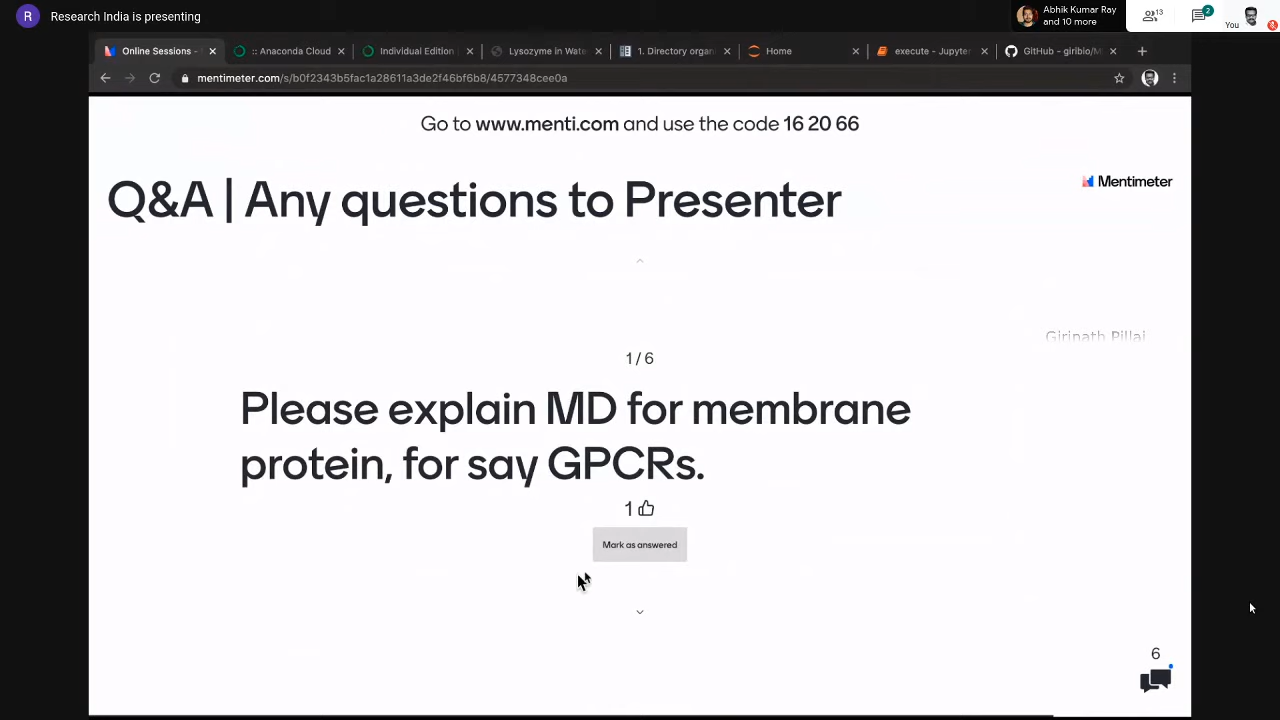 R Research India is presenting
Abhik Kumar Ray
and 10 more
13
2
You
Online Sessions -
:: Anaconda Cloud
Individual Edition
Lysozyme in Wate
1. Directory organi
Home
execute - Jupyter
GitHub - giribio/M
mentimeter.com/s/b0f2343b5fac1a28611a3de2f46bf6b8/4577348cee0a
Go to www.menti.com and use the code 16 20 66
Q&A | Any questions to Presenter
Mentimeter
Girinath Pillai
1 / 6
Please explain MD for membrane
protein, for say GPCRs.
1
Mark as answered
6